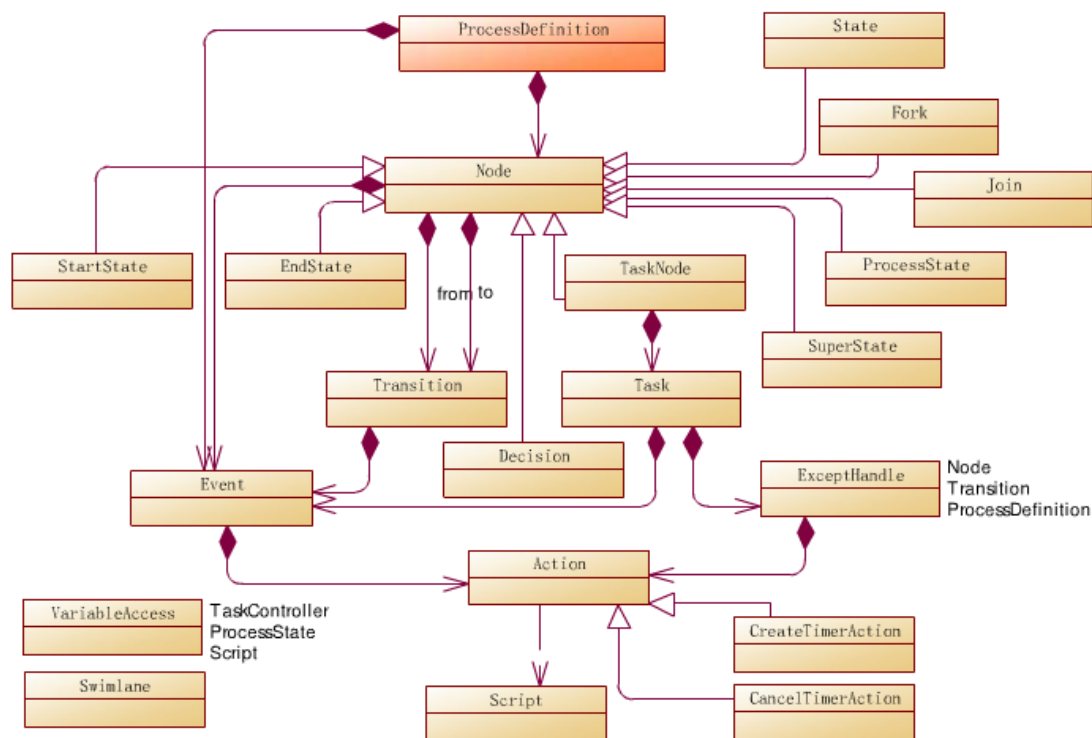 ProcessDefinition
State
Fork
Node
Join
StartState
EndState
TaskNode
ProcessState
from to
SuperState
Transition
Task
Decision
Event
ExceptHandle
Node
Transition
ProcessDefinition
Action
VariableAccess
TaskController
ProcessState
Script
CreateTimerAction
Swimlane
Script
CancelTimerAction